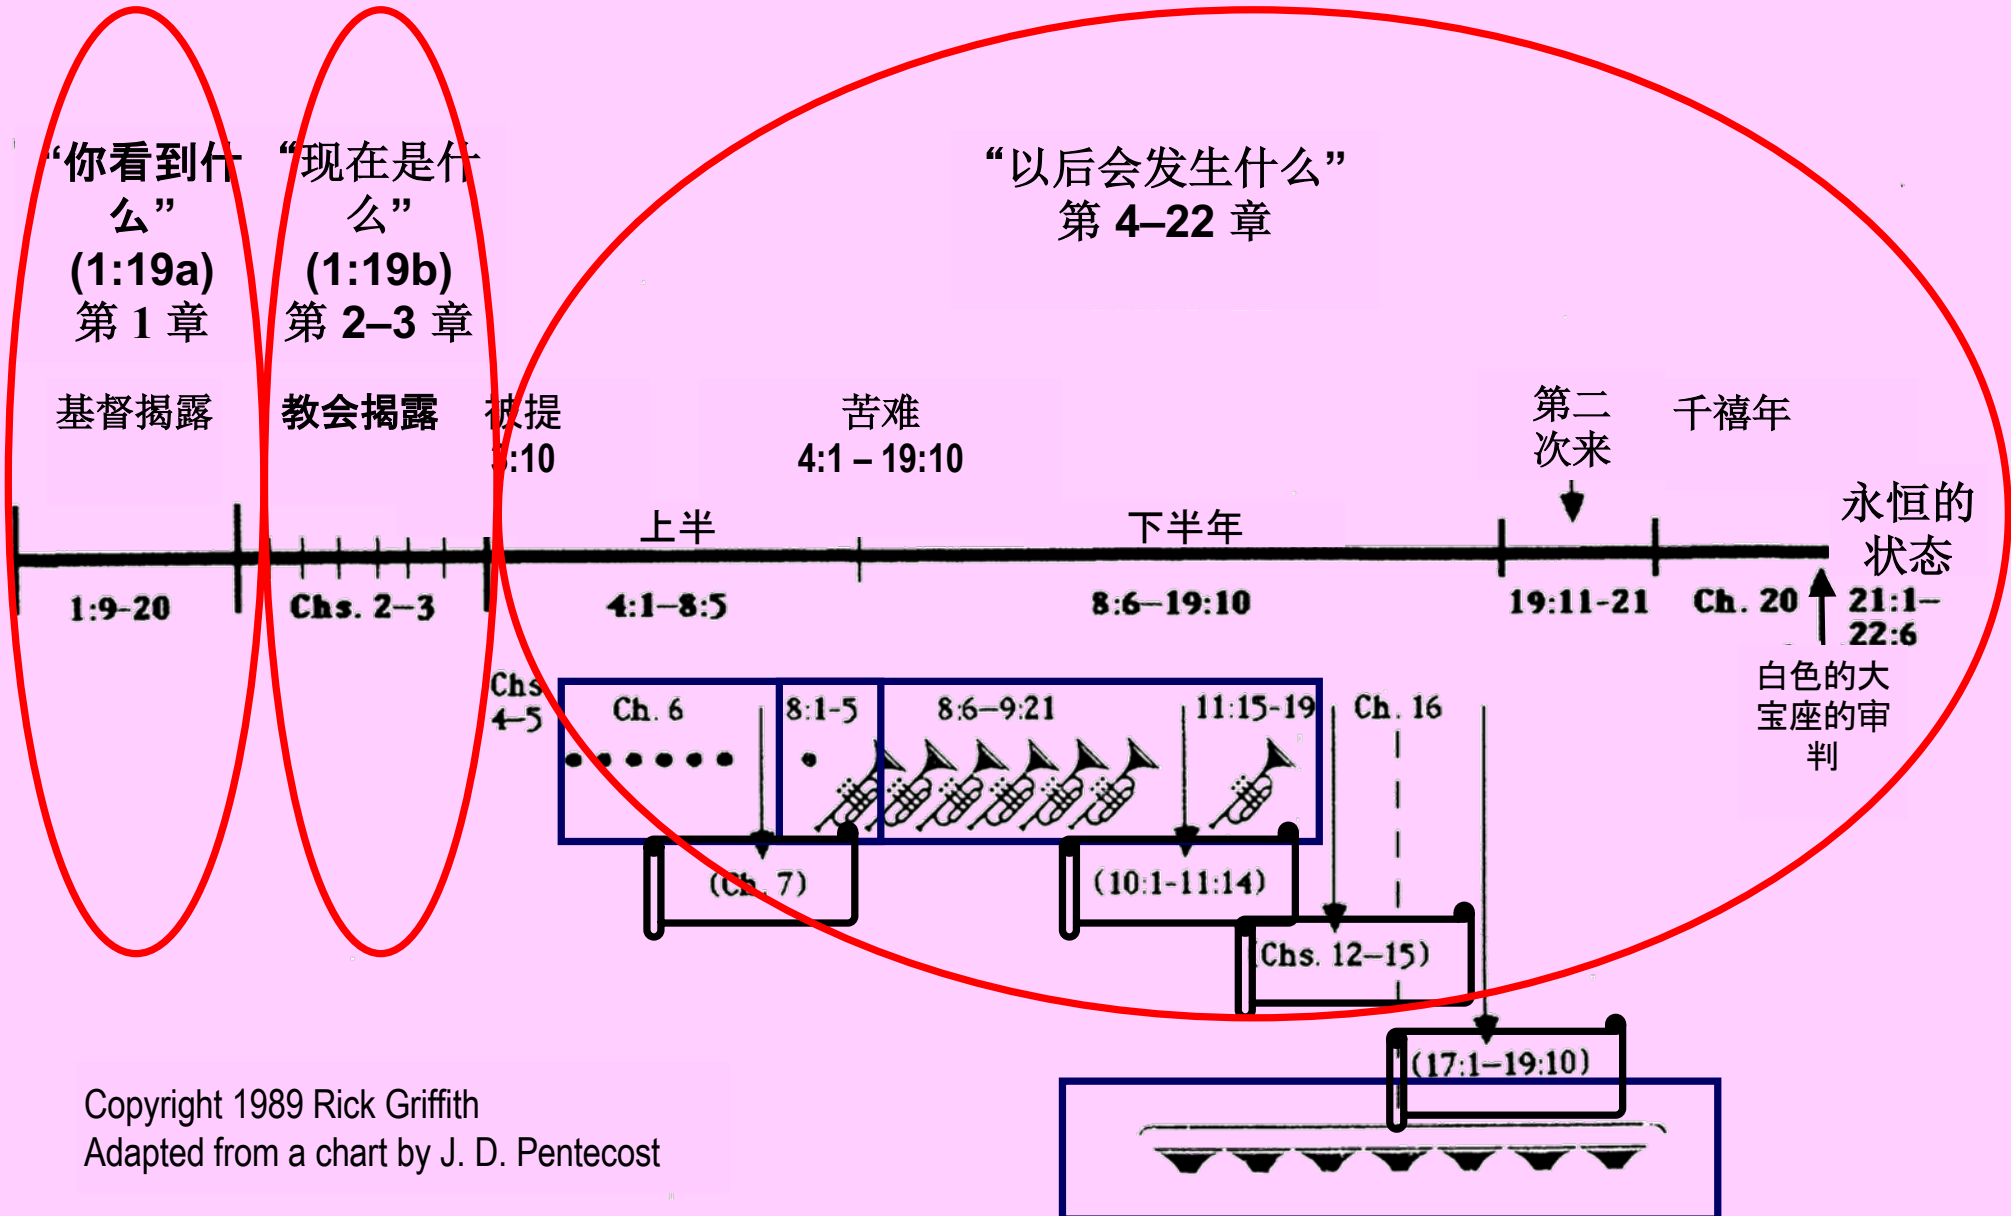 “你看到什
么”
(1:19a)
第 1 章
“现在是什
么”
(1:19b)
第 2–3 章
“以后会发生什么”
第 4–22 章
基督揭露
教会揭露
被提
3:10
苦难
4:1 – 19:10
第二
次来
千禧年
永恒的
状态
上半
下半年
1:9-20
Chs. 2-3
4:1-8:5
8:6-19:10
19:11-21
Ch. 20
21:1-
22:6
白色的大
宝座的审
判
Chs
4-5
Ch. 6
8:1-5
8:6-9:21
11:15-19
Ch. 16
(Ch. 7)
(10:1-11:14)
(Chs. 12-15)
(17:1-19:10)
Copyright 1989 Rick Griffith
Adapted from a chart by J. D. Pentecost